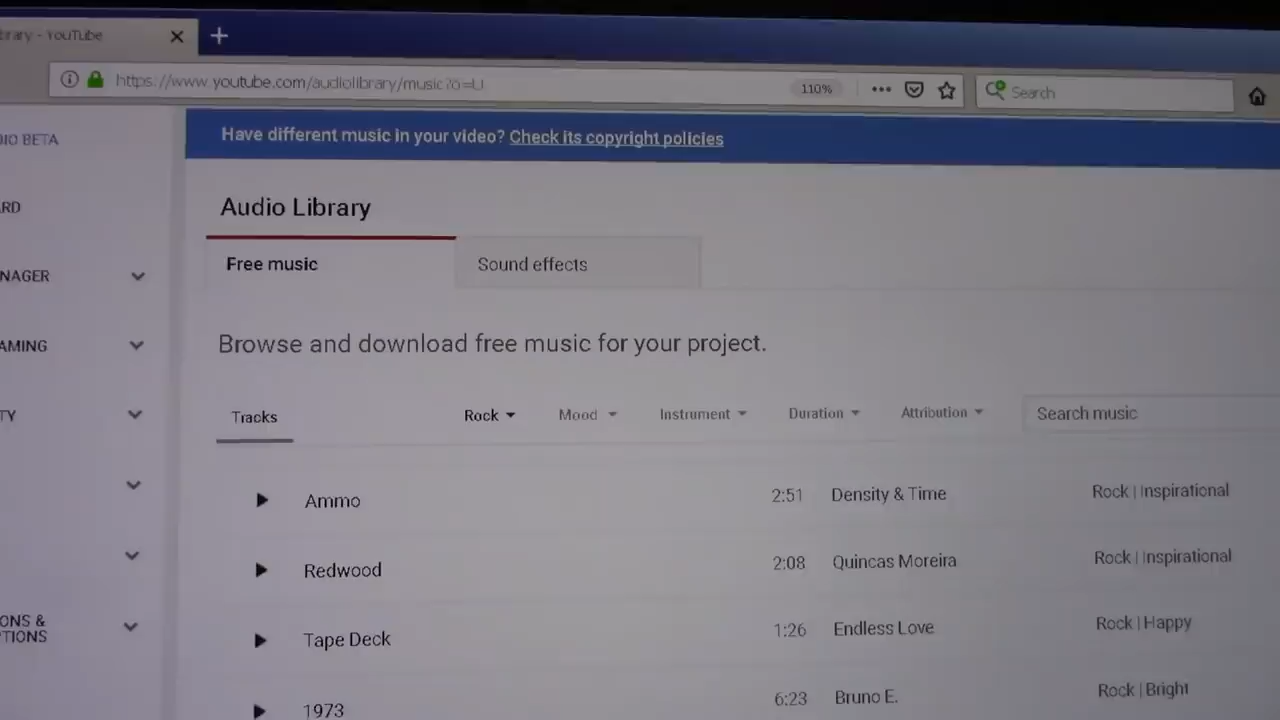 brary - YouTube
https://www.youtube.com/audiolibrary/music?o=U
110%
Search
DIO BETA
Have different music in your video? Check its copyright policies
ARD
Audio Library
NAGER
Free music
Sound effects
AMING
Browse and download free music for your project.
TY
Tracks
Rock
Mood
Instrument
Duration
Attribution
Search music
Ammo
2:51
Density & Time
Rock | Inspirational
Redwood
2:08
Quincas Moreira
Rock | Inspirational
ONS &
PTIONS
Tape Deck
1:26
Endless Love
Rock | Happy
1973
6:23
Bruno E.
Rock | Bright